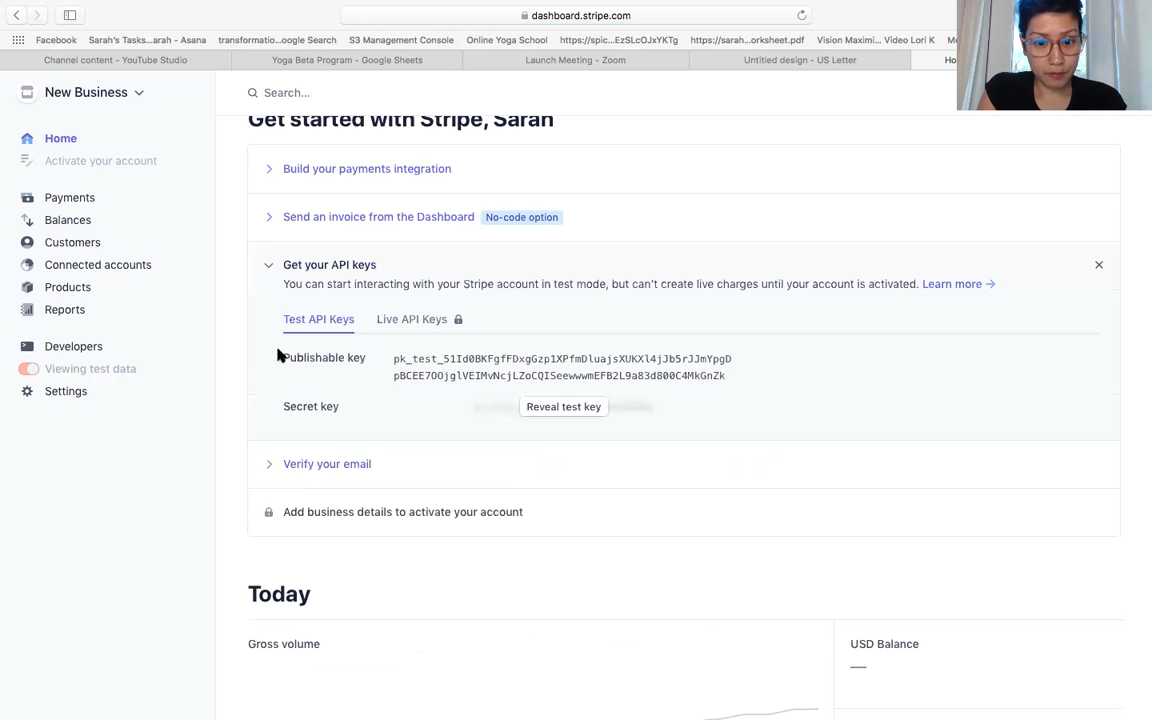 dashboard.stripe.com
Facebook Sarah's Tasks...arah - Asana transformatio...oogle Search S3 Management Console Online Yoga School https://spic...EzSLcOJxYKTg https://sarah...orksheet.pdf Vision Maximi... Video Lori K
Channel content - YouTube Studio Yoga Beta Program - Google Sheets Launch Meeting - Zoom Untitled design - US Letter
New Business
Search...
Home
Activate your account
Payments
Balances
Customers
Connected accounts
Products
Reports
Developers
Viewing test data
Settings
Get started with Stripe, Sarah
Build your payments integration
Send an invoice from the Dashboard No-code option
Get your API keys
You can start interacting with your Stripe account in test mode, but can't create live charges until your account is activated. Learn more →
Test API Keys Live API Keys
Publishable key pk_test_51Id0BKFgfFDxgGzp1XPfmDluajsXUKXl4jJb5rJJmYpgD
pBCEE7OOjglVEIMvNcjLZoCQISeewwwmEFB2L9a83d800C4MkGnZk
Secret key Reveal test key
Verify your email
Add business details to activate your account
Today
Gross volume
USD Balance
—